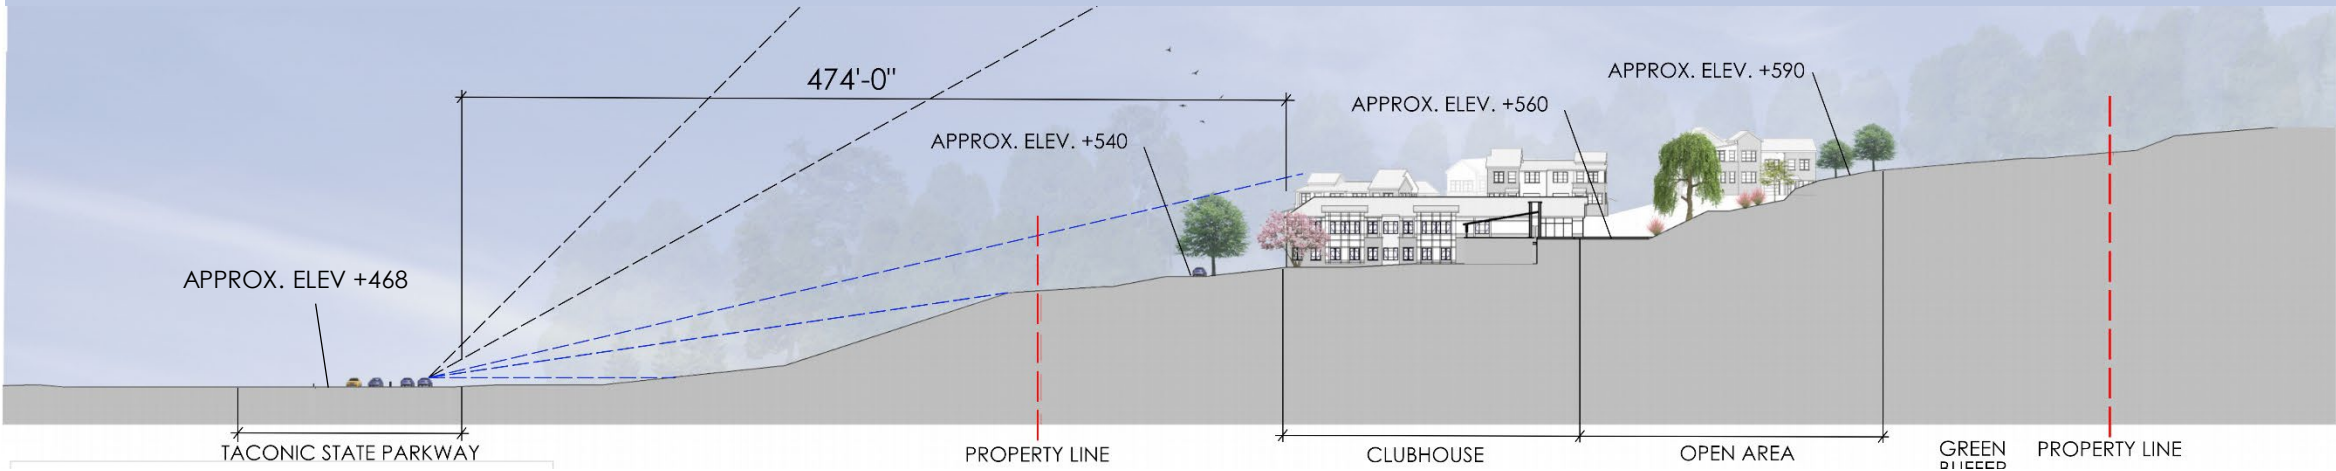 474'-0"
APPROX. ELEV. +590
APPROX. ELEV. +560
APPROX. ELEV. +540
APPROX. ELEV +468
TACONIC STATE PARKWAY
PROPERTY LINE
CLUBHOUSE
OPEN AREA
GREEN
BUFFER
PROPERTY LINE